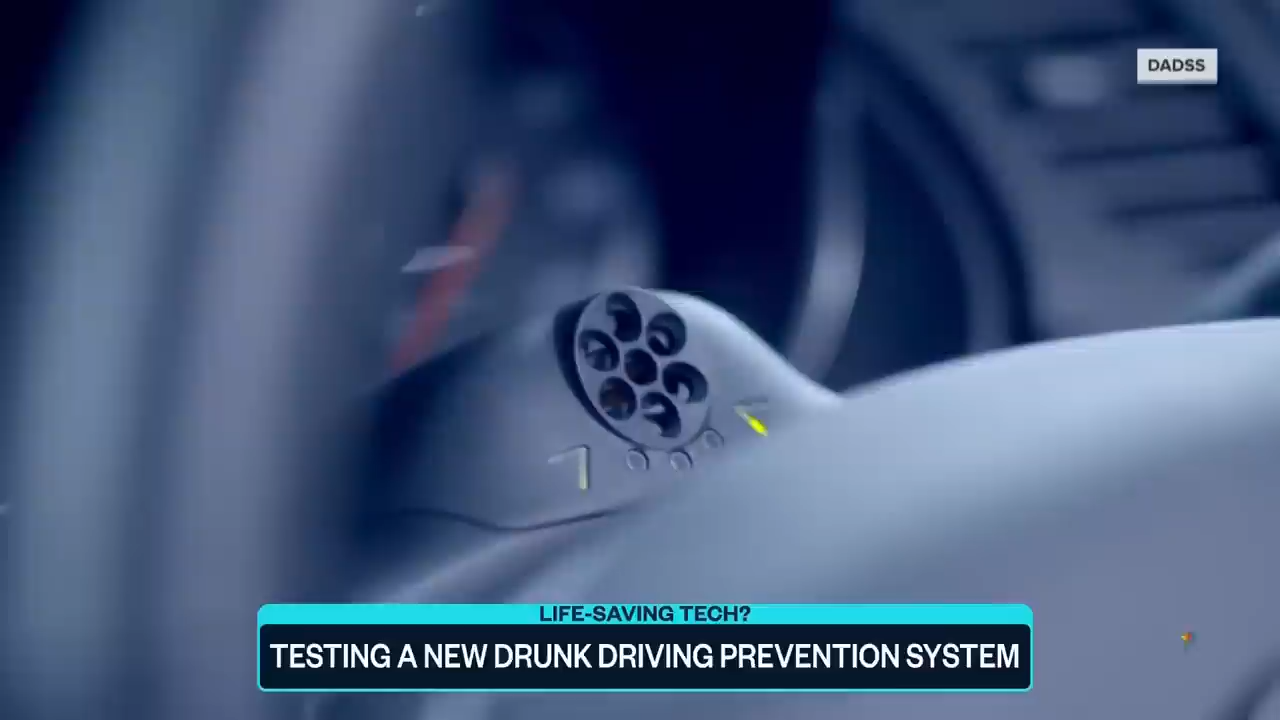 DADSS
LIFE-SAVING TECH?
TESTING A NEW DRUNK DRIVING PREVENTION SYSTEM